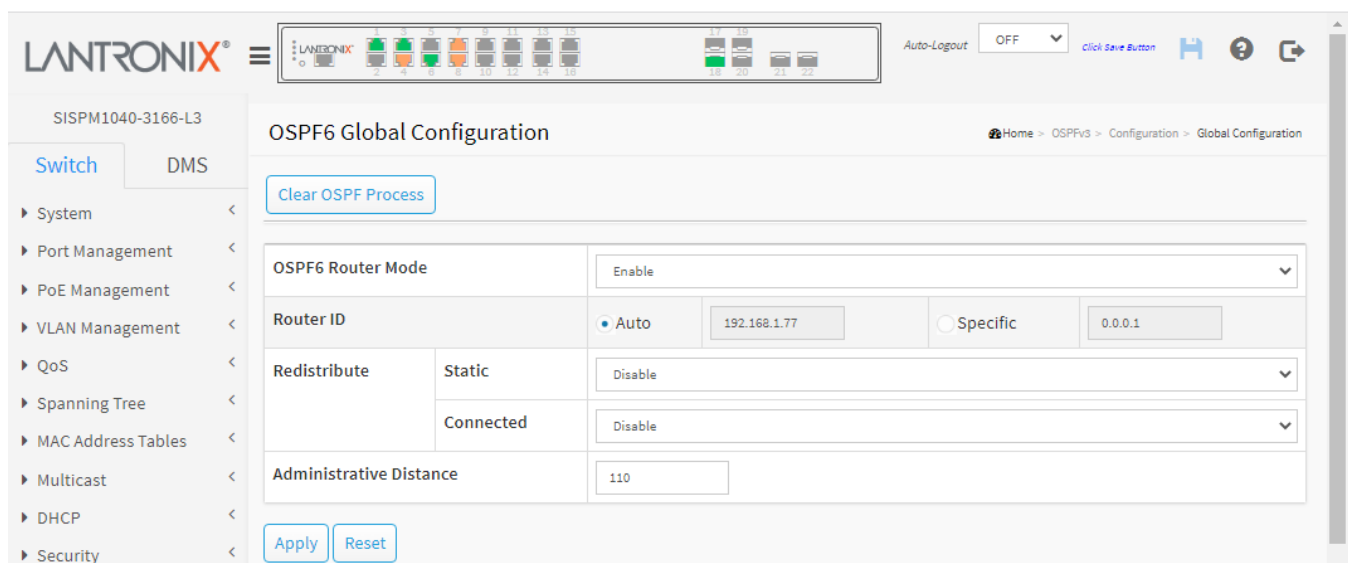 LANTRONIX®
LANTRONIX
1 3 5 7 9 11 13 15
2 4 6 8 10 12 14 16
17 19
18 20 21 22
Auto-Logout OFF Click Save Button
SISPM1040-3166-L3
Switch DMS
System
Port Management
PoE Management
VLAN Management
QoS
Spanning Tree
MAC Address Tables
Multicast
DHCP
Security
OSPF6 Global Configuration
Home > OSPFv3 > Configuration > Global Configuration
Clear OSPF Process
OSPF6 Router Mode Enable
Router ID Auto 192.168.1.77 Specific 0.0.0.1
Redistribute Static Disable
Connected Disable
Administrative Distance 110
Apply Reset